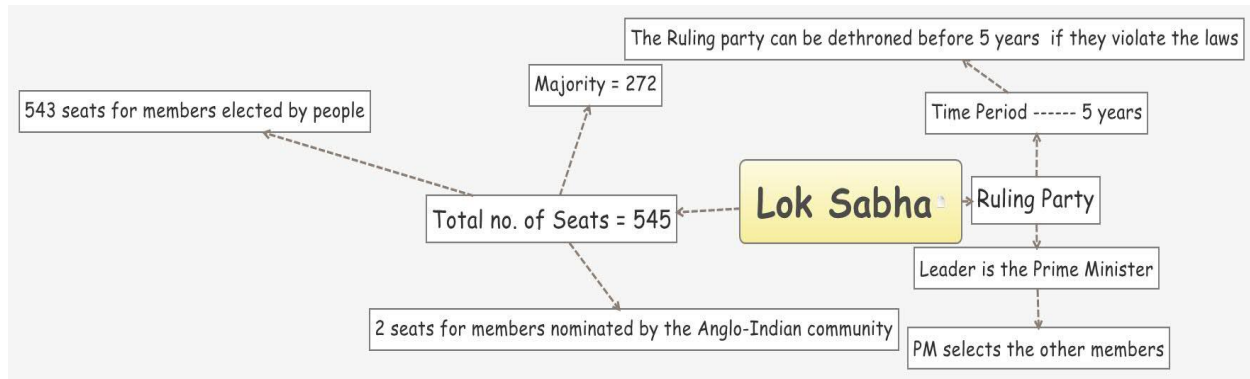 The Ruling party can be dethroned before 5 years if they violate the laws
Majority = 272
543 seats for members elected by people
Time Period ------ 5 years
Lok Sabha
Ruling Party
Total no. of Seats = 545
Leader is the Prime Minister
2 seats for members nominated by the Anglo-Indian community
PM selects the other members